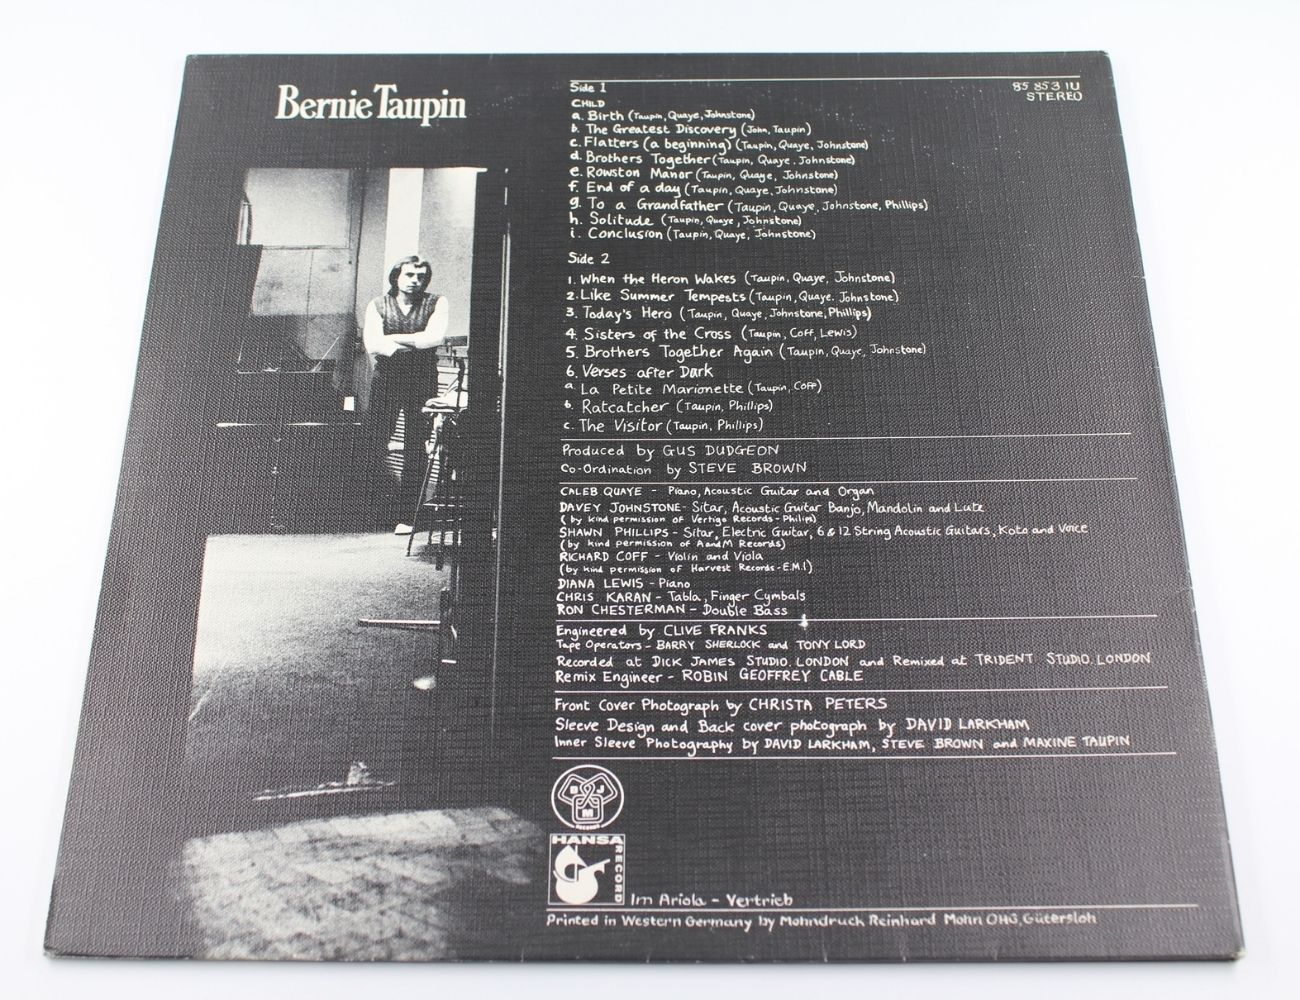 Bernie Taupin
Side 1
85 853 IU
STEREO
CHILD
a. Birth (Taupin, Quaye, Johnstone)
b. The Greatest Discovery (John, Taupin)
c. Flatters (a beginning) (Taupin, Quaye, Johnstone)
d. Brothers Together (Taupin, Quaye, Johnstone)
e. Rowston Manor (Taupin, Quaye, Johnstone)
f. End of a day (Taupin, Quaye, Johnstone)
g. To a Grandfather (Taupin, Quaye, Johnstone, Phillips)
h. Solitude (Taupin, Quaye, Johnstone)
i. Conclusion (Taupin, Quaye, Johnstone)
Side 2
1. When the Heron Wakes (Taupin, Quaye, Johnstone)
2. Like Summer Tempests (Taupin, Quaye, Johnstone)
3. Today's Hero (Taupin, Quaye, Johnstone, Phillips)
4. Sisters of the Cross (Taupin, Coff, Lewis)
5. Brothers Together Again (Taupin, Quaye, Johnstone)
6. Verses after Dark
a. La Petite Marionette (Taupin, Coff)
b. Ratcatcher (Taupin, Phillips)
c. The Visitor (Taupin, Phillips)
Produced by GUS DUDGEON
Co-Ordination by STEVE BROWN
CALEB QUAYE - Piano, Acoustic Guitar and Organ
DAVEY JOHNSTONE - Sitar, Acoustic Guitar Banjo, Mandolin and Lute
(by kind permission of Vertigo Records - Philips)
SHAWN PHILLIPS - Sitar, Electric Guitar, 6 & 12 String Acoustic Guitars, Koto and Voice
(by kind permission of A and M Records)
RICHARD COFF - Violin and Viola
(by kind permission of Harvest Records - E.M.I)
DIANA LEWIS - Piano
CHRIS KARAN - Tabla, Finger Cymbals
RON CHESTERMAN - Double Bass
Engineered by CLIVE FRANKS
Tape Operators - BARRY SHERLOCK and TONY LORD
Recorded at DICK JAMES STUDIO. LONDON and Remixed at TRIDENT STUDIO. LONDON
Remix Engineer - ROBIN GEOFFREY CABLE
Front Cover Photograph by CHRISTA PETERS
Sleeve Design and Back cover photograph by DAVID LARKHAM
Inner Sleeve Photography by DAVID LARKHAM, STEVE BROWN and MAXINE TAUPIN
DJM
RECORDS
HANSA
RECORD
Im Ariola - Vertrieb
Printed in Western Germany by Mohndruck Reinhard Mohn OHG, Gütersloh